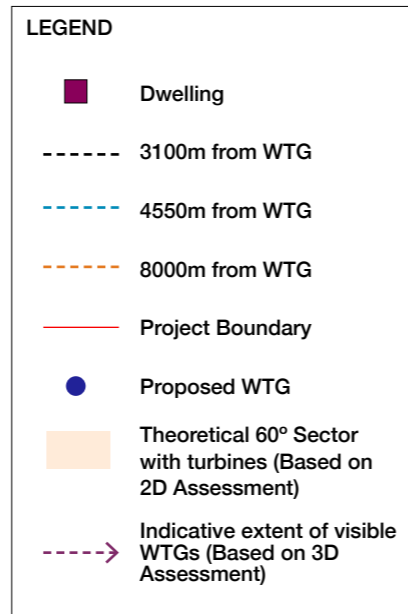 LEGEND
Dwelling
3100m from WTG
4550m from WTG
8000m from WTG
Project Boundary
Proposed WTG
Theoretical 60º Sector
with turbines (Based on
2D Assessment)
Indicative extent of visible
WTGs (Based on 3D
Assessment)